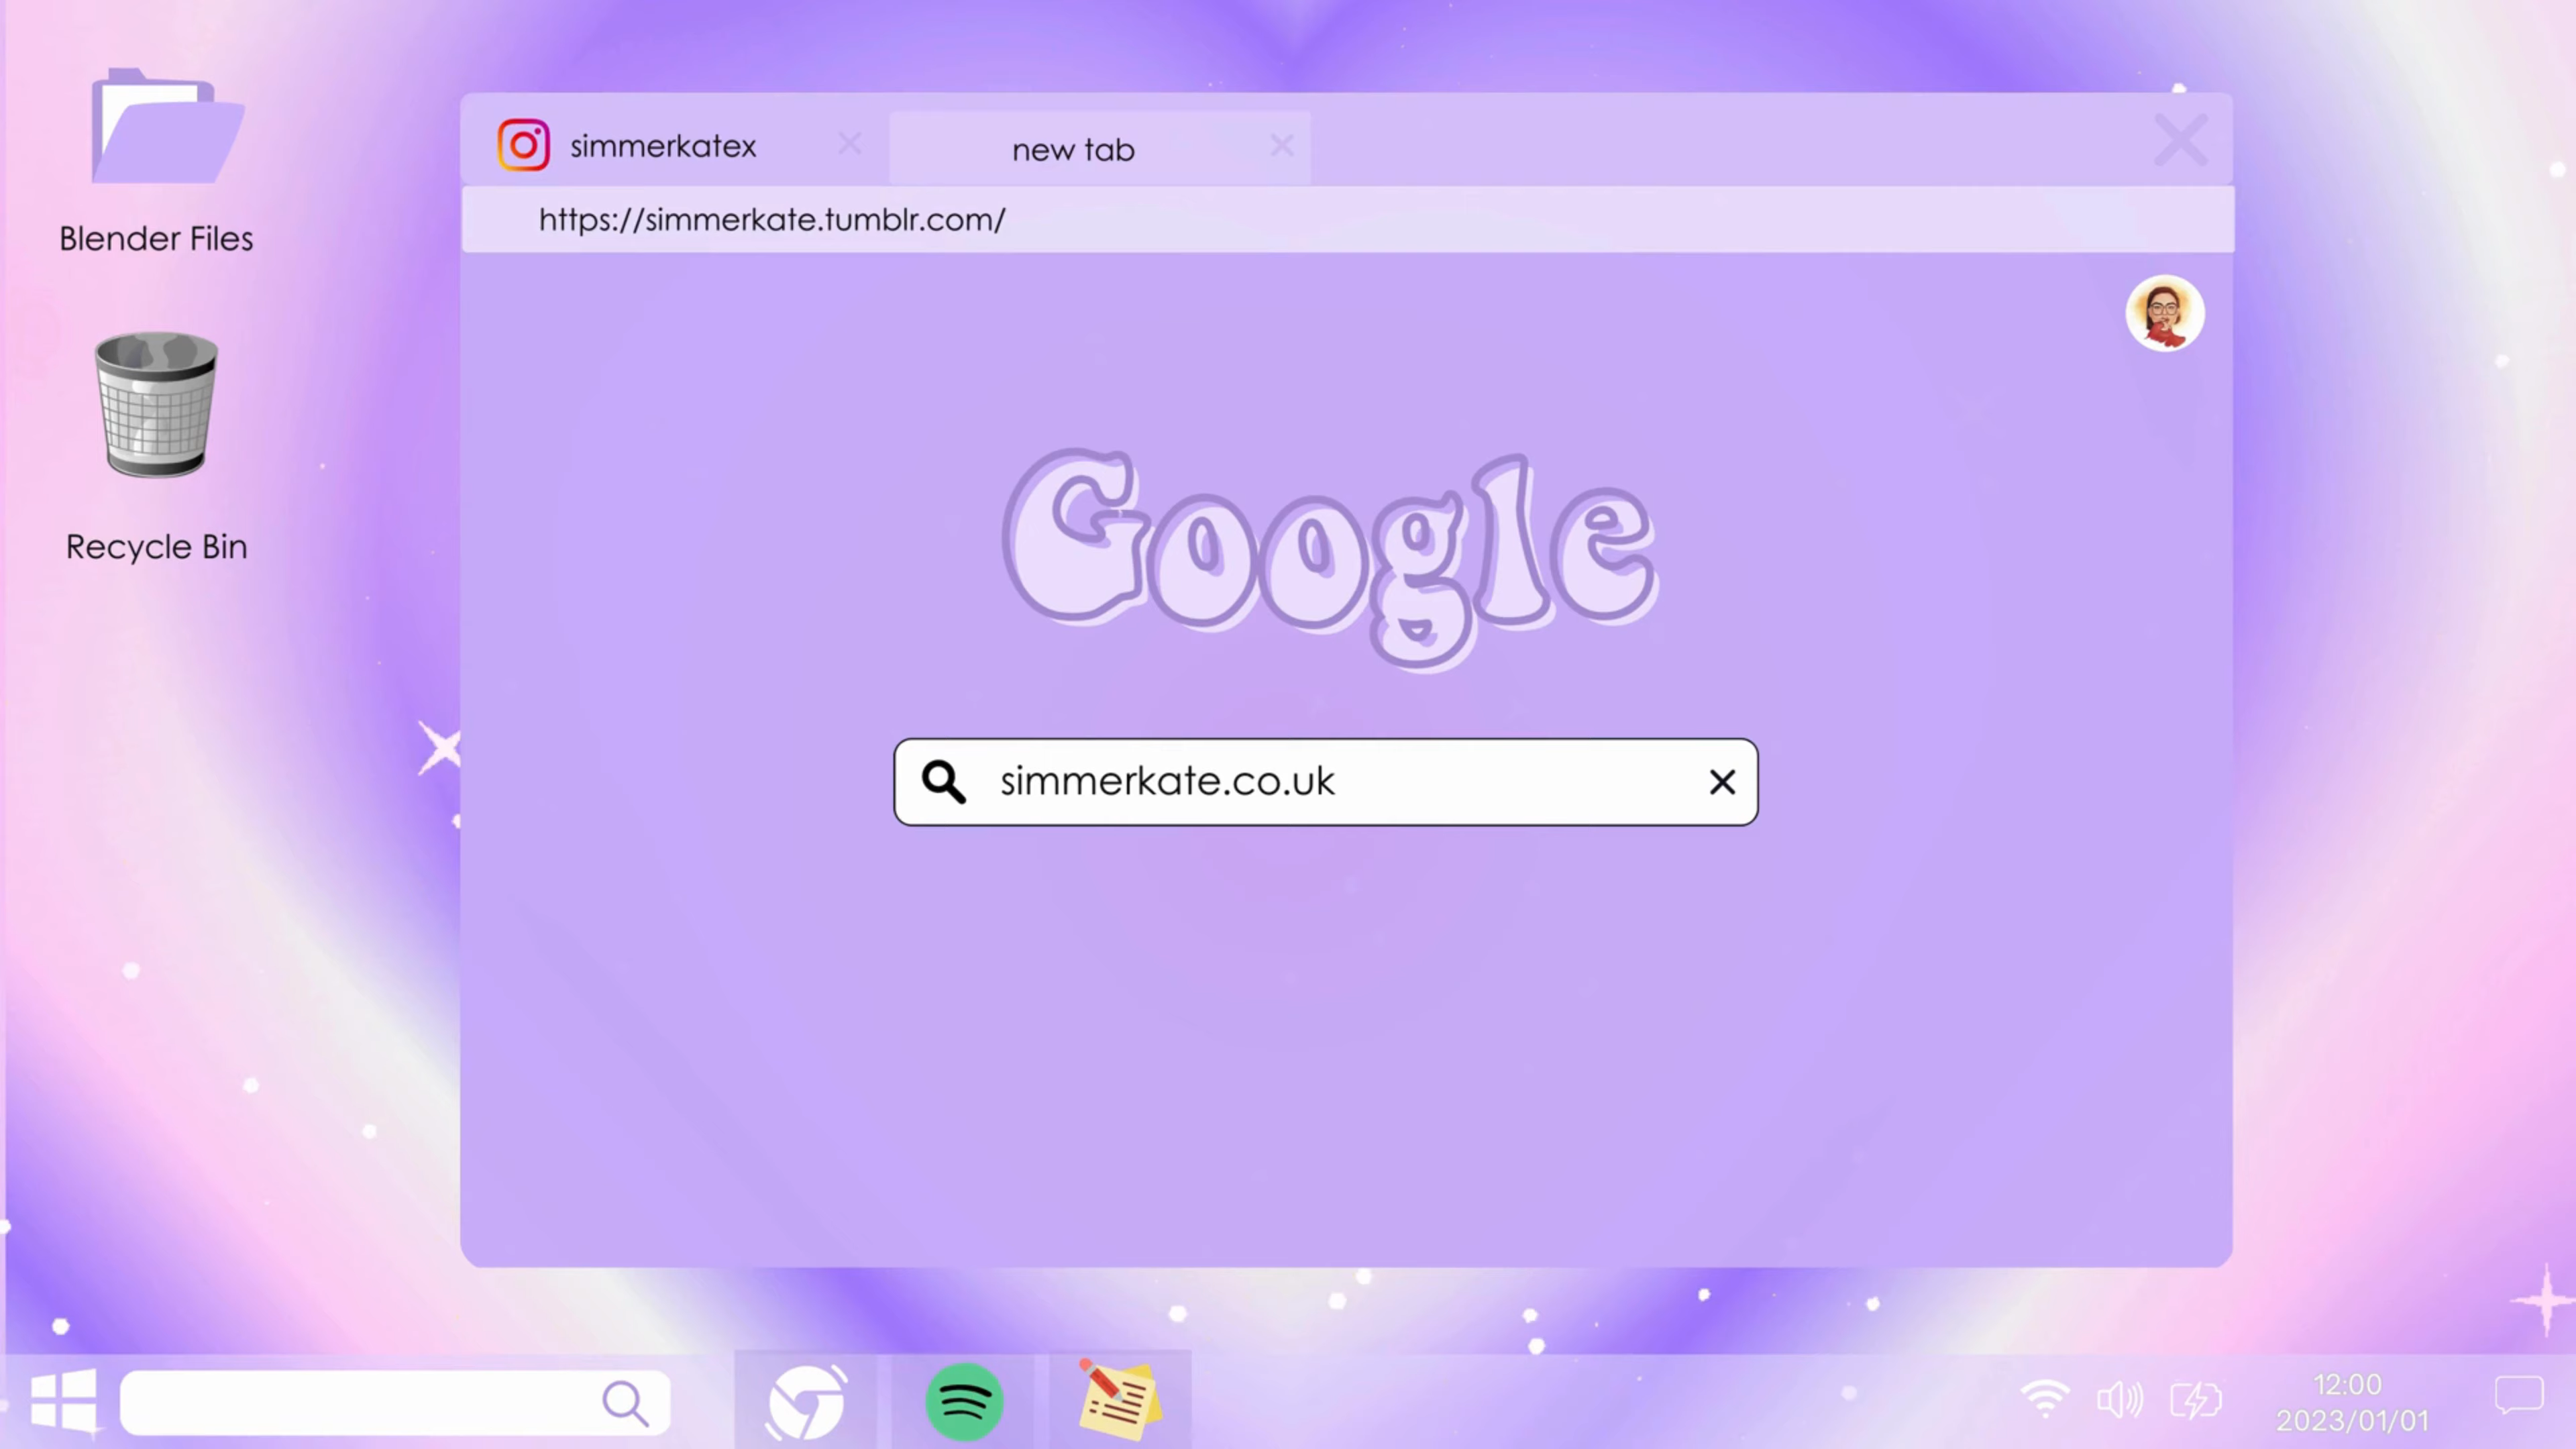 Blender Files
Recycle Bin
simmerkatex
new tab
https://simmerkate.tumblr.com/
Google
simmerkate.co.uk
12:00
2023/01/01